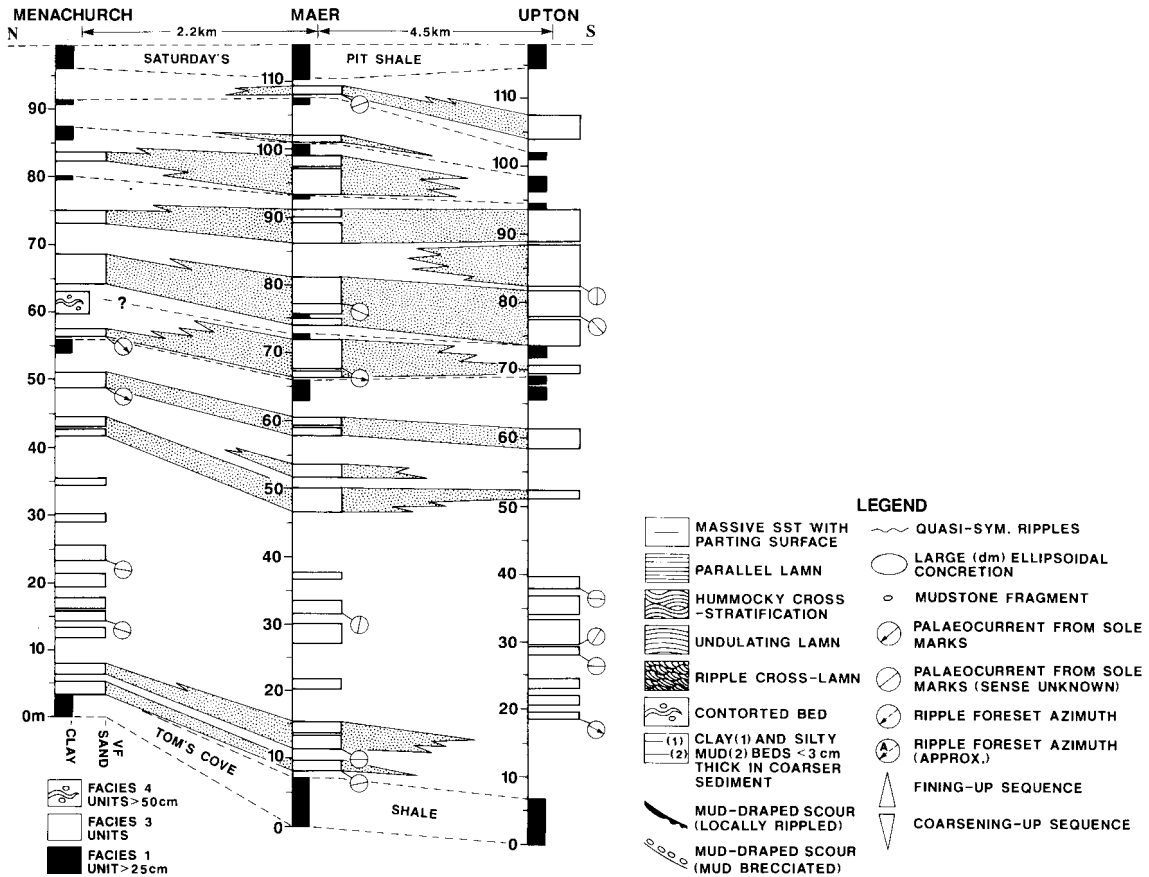 MENACHURCH MAER UPTON
N 2.2km 4.5km S
SATURDAY'S PIT SHALE
90
80
70
60
50
40
30
20
10
0m
?
CLAY
VF SAND
TOM'S COVE SHALE
110
100
90
80
70
60
50
40
30
20
10
0
110
100
90
80
70
60
50
40
30
20
10
0
FACIES 4
UNITS>50cm
FACIES 3
UNITS
FACIES 1
UNIT>25cm
LEGEND
MASSIVE SST WITH
PARTING SURFACE
PARALLEL LAMN
HUMMOCKY CROSS
-STRATIFICATION
UNDULATING LAMN
RIPPLE CROSS-LAMN
CONTORTED BED
(1) CLAY(1) AND SILTY
(2) MUD(2) BEDS <3 cm
THICK IN COARSER
SEDIMENT
MUD-DRAPED SCOUR
(LOCALLY RIPPLED)
MUD-DRAPED SCOUR
(MUD BRECCIATED)
QUASI-SYM. RIPPLES
LARGE (dm) ELLIPSOIDAL
CONCRETION
MUDSTONE FRAGMENT
PALAEOCURRENT FROM SOLE
MARKS
PALAEOCURRENT FROM SOLE
MARKS (SENSE UNKNOWN)
RIPPLE FORESET AZIMUTH
A RIPPLE FORESET AZIMUTH
(APPROX.)
FINING-UP SEQUENCE
COARSENING-UP SEQUENCE